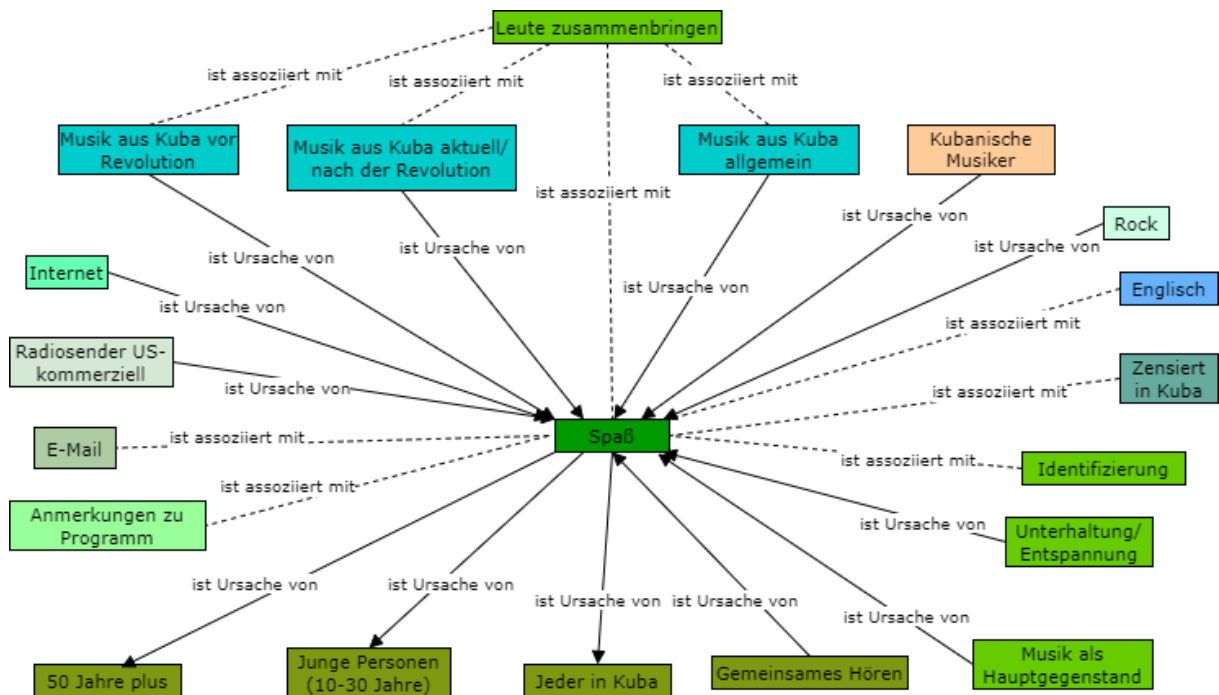 Leute zusammenbringen
ist assoziiert mit
ist assoziiert mit
ist assoziiert mit
Musik aus Kuba vor
Revolution
Musik aus Kuba aktuell/
nach der Revolution
Musik aus Kuba
allgemein
Kubanische
Musiker
ist assoziiert mit
ist Ursache von
Rock
ist Ursache von
ist Ursache von
ist Ursache von
Internet
ist Ursache von
ist Ursache von
Englisch
ist assoziiert mit
Radiosender US-
kommerziell
ist Ursache von
Zensiert
in Kuba
ist assoziiert mit
E-Mail
ist assoziiert mit
Spaß
ist assoziiert mit
Identifizierung
ist assoziiert mit
Anmerkungen zu
Programm
ist Ursache von
Unterhaltung/
Entspannung
ist Ursache von
ist Ursache von
ist Ursache von
ist Ursache von
ist Ursache von
50 Jahre plus
Junge Personen
(10-30 Jahre)
Jeder in Kuba
Gemeinsames Hören
Musik als
Hauptgegenstand